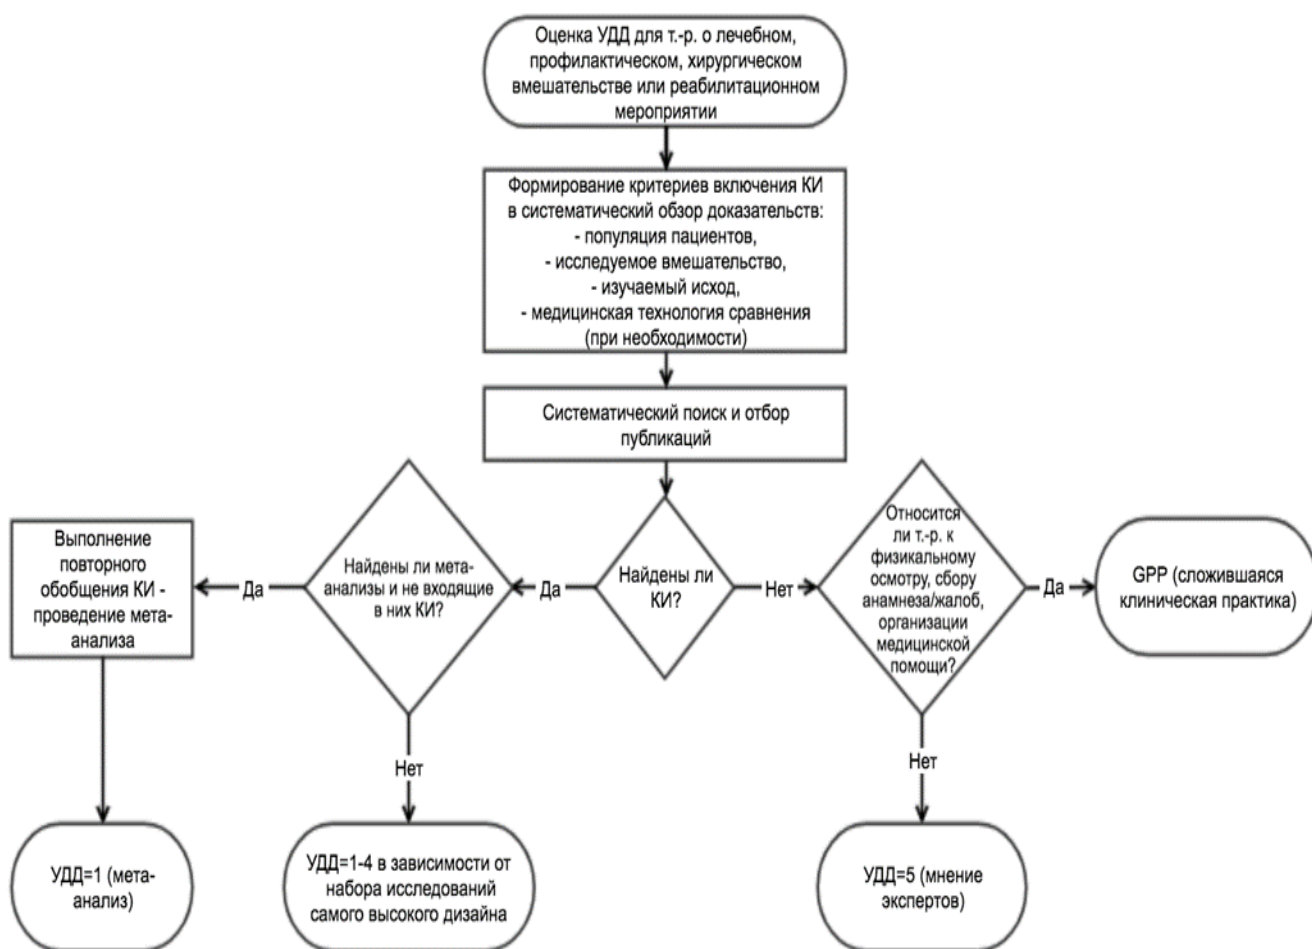 Оценка УДД для т.-р. о лечебном,
профилактическом, хирургическом
вмешательстве или реабилитационном
мероприятии
Формирование критериев включения КИ
в систематический обзор доказательств:
- популяция пациентов,
- исследуемое вмешательство,
- изучаемый исход,
- медицинская технология сравнения
(при необходимости)
Систематический поиск и отбор
публикаций
Найдены ли
КИ?
Да
Нет
Найдены ли мета-
анализы и не входящие
в них КИ?
Да
Нет
Выполнение
повторного
обобщения КИ -
проведение мета-
анализа
УДД=1 (мета-
анализ)
УДД=1-4 в зависимости от
набора исследований
самого высокого дизайна
Относится
ли т.-р. к
физикальному
осмотру, сбору
анамнеза/жалоб,
организации
медицинской
помощи?
Да
Нет
GPP (сложившаяся
клиническая практика)
УДД=5 (мнение
экспертов)